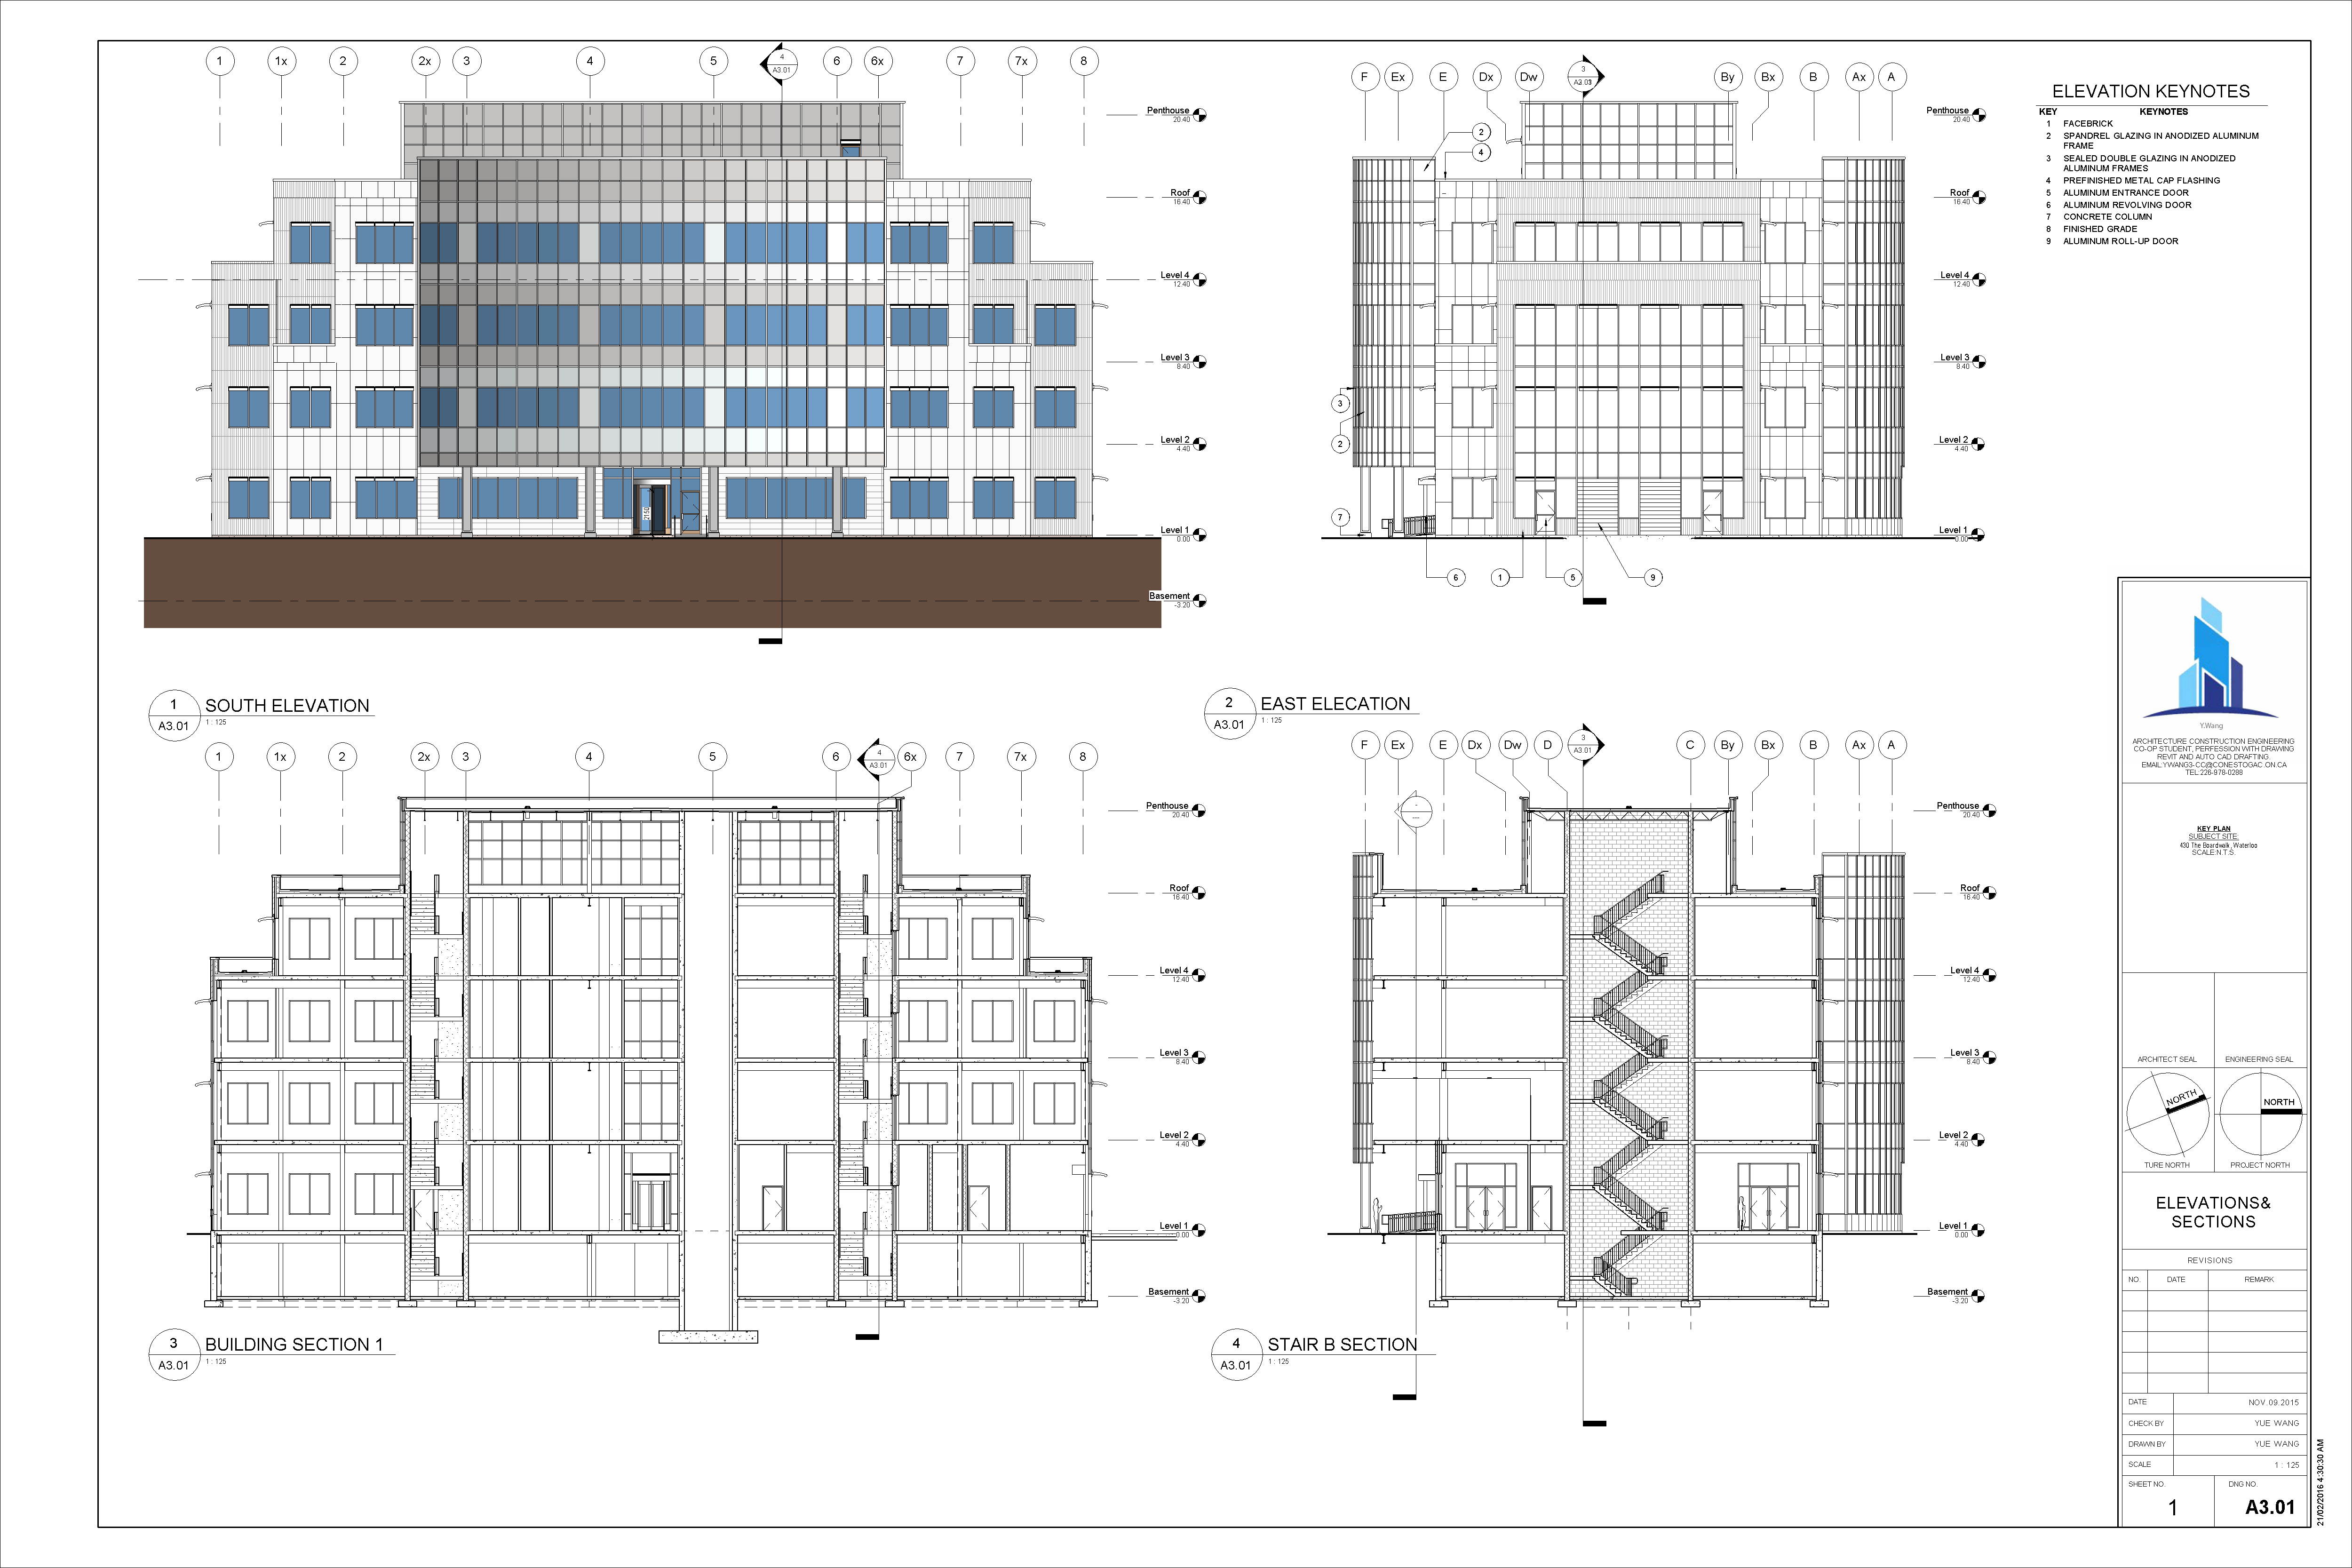 1 1x 2 2x 3 4 5 6 6x 7 7x 8
4
A3.01
Penthouse
20.40
Roof
16.40
Level 4
12.40
Level 3
8.40
Level 2
4.40
Level 1
0.00
Basement
-3.20
2150
1
A3.01
SOUTH ELEVATION
1 : 125
F Ex E Dx Dw By Bx B Ax A
3
A3.01
2
4
3
2
7
6
1
5
9
Penthouse
20.40
Roof
16.40
Level 4
12.40
Level 3
8.40
Level 2
4.40
Level 1
0.00
2
A3.01
EAST ELECATION
1 : 125
ELEVATION KEYNOTES
KEY KEYNOTES
1 FACEBRICK
2 SPANDREL GLAZING IN ANODIZED ALUMINUM
FRAME
3 SEALED DOUBLE GLAZING IN ANODIZED
ALUMINUM FRAMES
4 PREFINISHED METAL CAP FLASHING
5 ALUMINUM ENTRANCE DOOR
6 ALUMINUM REVOLVING DOOR
7 CONCRETE COLUMN
8 FINISHED GRADE
9 ALUMINUM ROLL-UP DOOR
1 1x 2 2x 3 4 5 6 6x 7 7x 8
4
A3.01
Penthouse
20.40
Roof
16.40
Level 4
12.40
Level 3
8.40
Level 2
4.40
Level 1
0.00
Basement
-3.20
3
A3.01
BUILDING SECTION 1
1 : 125
F Ex E Dx Dw D C By Bx B Ax A
3
A3.01
-
---
Penthouse
20.40
Roof
16.40
Level 4
12.40
Level 3
8.40
Level 2
4.40
Level 1
0.00
Basement
-3.20
4
A3.01
STAIR B SECTION
1 : 125
Y.Wang
ARCHITECTURE CONSTRUCTION ENGINEERING
CO-OP STUDENT, PERFESSION WITH DRAWING
REVIT AND AUTO CAD DRAFTING.
EMAIL:YWANG3-CC@CONESTOGAC.ON.CA
TEL:226-978-0288
KEY PLAN
SUBJECT SITE:
430 The Boardwalk, Waterloo
SCALE:N.T.S.
ARCHITECT SEAL ENGINEERING SEAL
NORTH NORTH
TURE NORTH PROJECT NORTH
ELEVATIONS&
SECTIONS
REVISIONS
NO. DATE REMARK
DATE NOV.09.2015
CHECK BY YUE WANG
DRAWN BY YUE WANG
SCALE 1 : 125
SHEET NO. DNG NO.
1 A3.01
21/02/2016 4:30:30 AM